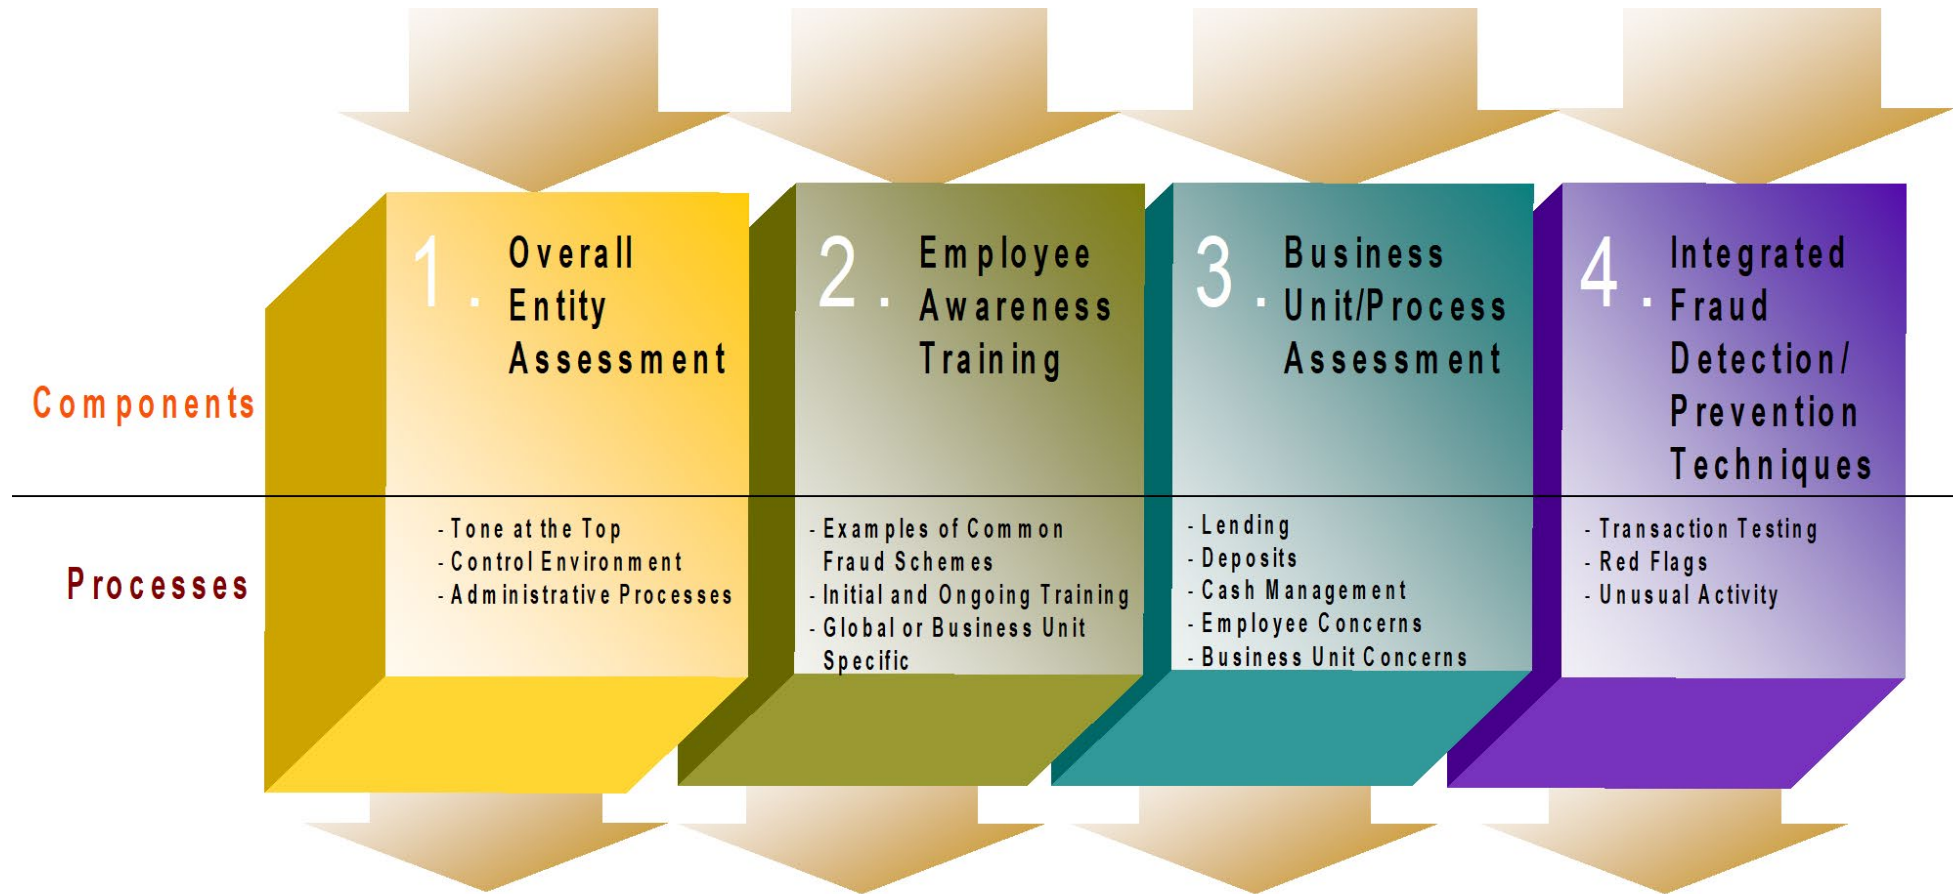 1.
Overall
Entity
Assessment
2.
Employee
Awareness
Training
3.
Business
Unit/Process
Assessment
4.
Integrated
Fraud
Detection/
Prevention
Techniques
Components
Processes
- Tone at the Top
- Control Environment
- Administrative Processes
- Examples of Common
Fraud Schemes
- Initial and Ongoing Training
- Global or Business Unit
Specific
- Lending
- Deposits
- Cash Management
- Employee Concerns
- Business Unit Concerns
- Transaction Testing
- Red Flags
- Unusual Activity